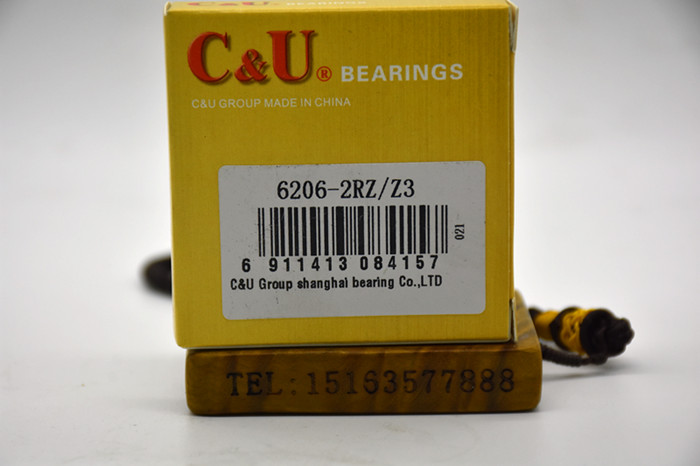 C&U® BEARINGS
C&U GROUP MADE IN CHINA
6206-2RZ/Z3
021
6 911413 084157
C&U Group shanghai bearing Co.,LTD
TEL:15163577888